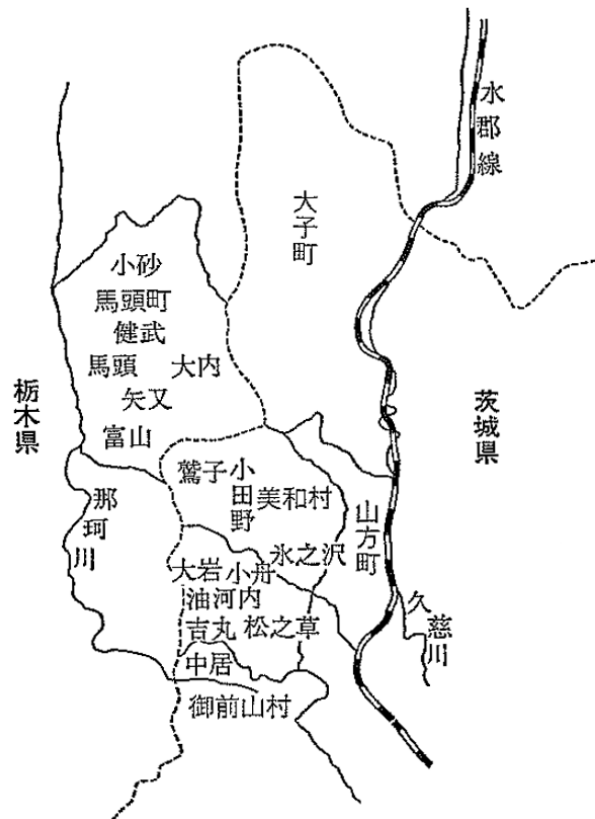 水郡線
大子町
小砂
馬頭町
健武
馬頭
大内
矢又
富山
栃木県
茨城県
那珂川
鷲子
小田野
美和村
山方町
氷之沢
大岩
小舟
油河内
吉丸
松之草
久慈川
中居
御前山村